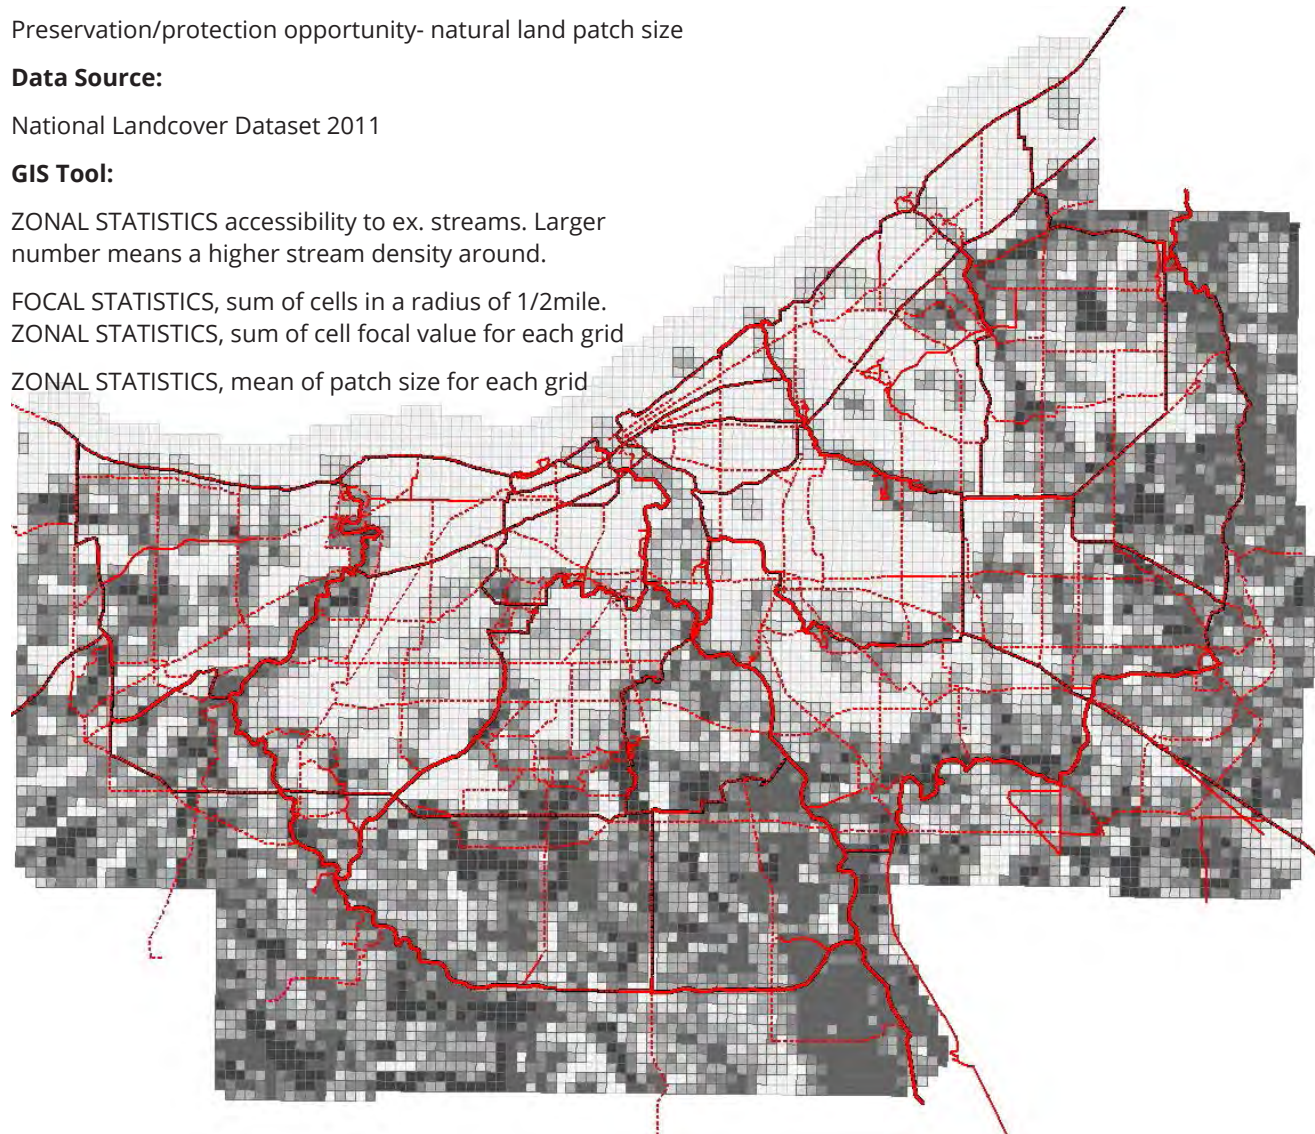 Preservation/protection opportunity- natural land patch size
Data Source:
National Landcover Dataset 2011
GIS Tool:
ZONAL STATISTICS accessibility to ex. streams. Larger
number means a higher stream density around.
FOCAL STATISTICS, sum of cells in a radius of 1/2mile.
ZONAL STATISTICS, sum of cell focal value for each grid
ZONAL STATISTICS, mean of patch size for each grid